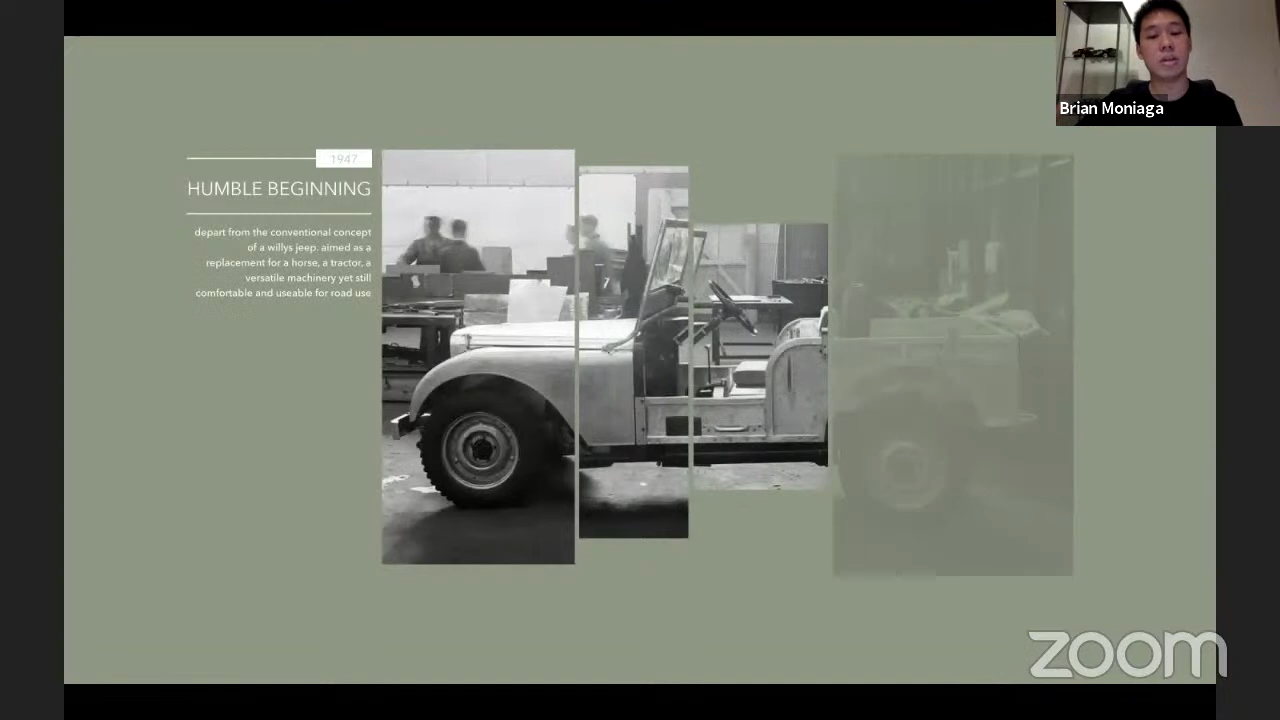 Brian Moniaga
1947
HUMBLE BEGINNING
depart from the conventional concept
of a willys jeep. aimed as a
replacement for a horse, a tractor, a
versatile machinery yet still
comfortable and useable for road use
zoom